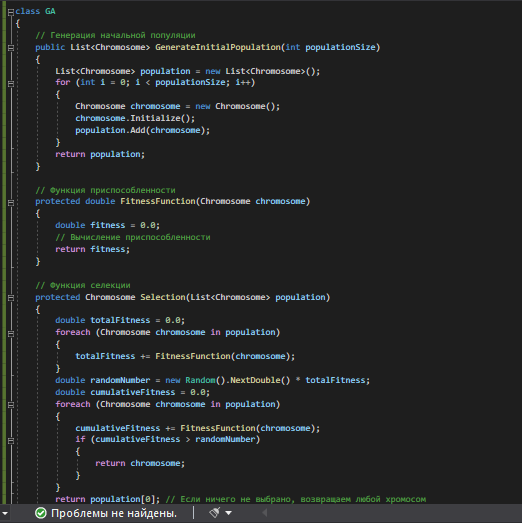 class GA
{
// Генерация начальной популяции
public List<Chromosome> GenerateInitialPopulation(int populationSize)
{
List<Chromosome> population = new List<Chromosome>();
for (int i = 0; i < populationSize; i++)
{
Chromosome chromosome = new Chromosome();
chromosome.Initialize();
population.Add(chromosome);
}
return population;
}
// Функция приспособленности
protected double FitnessFunction(Chromosome chromosome)
{
double fitness = 0.0;
// Вычисление приспособленности
return fitness;
}
// Функция селекции
protected Chromosome Selection(List<Chromosome> population)
{
double totalFitness = 0.0;
foreach (Chromosome chromosome in population)
{
totalFitness += FitnessFunction(chromosome);
}
double randomNumber = new Random().NextDouble() * totalFitness;
double cumulativeFitness = 0.0;
foreach (Chromosome chromosome in population)
{
cumulativeFitness += FitnessFunction(chromosome);
if (cumulativeFitness > randomNumber)
{
return chromosome;
}
}
return population[0]; // Если ничего не выбрано, возвращаем любой хромосом
Проблемы не найдены.